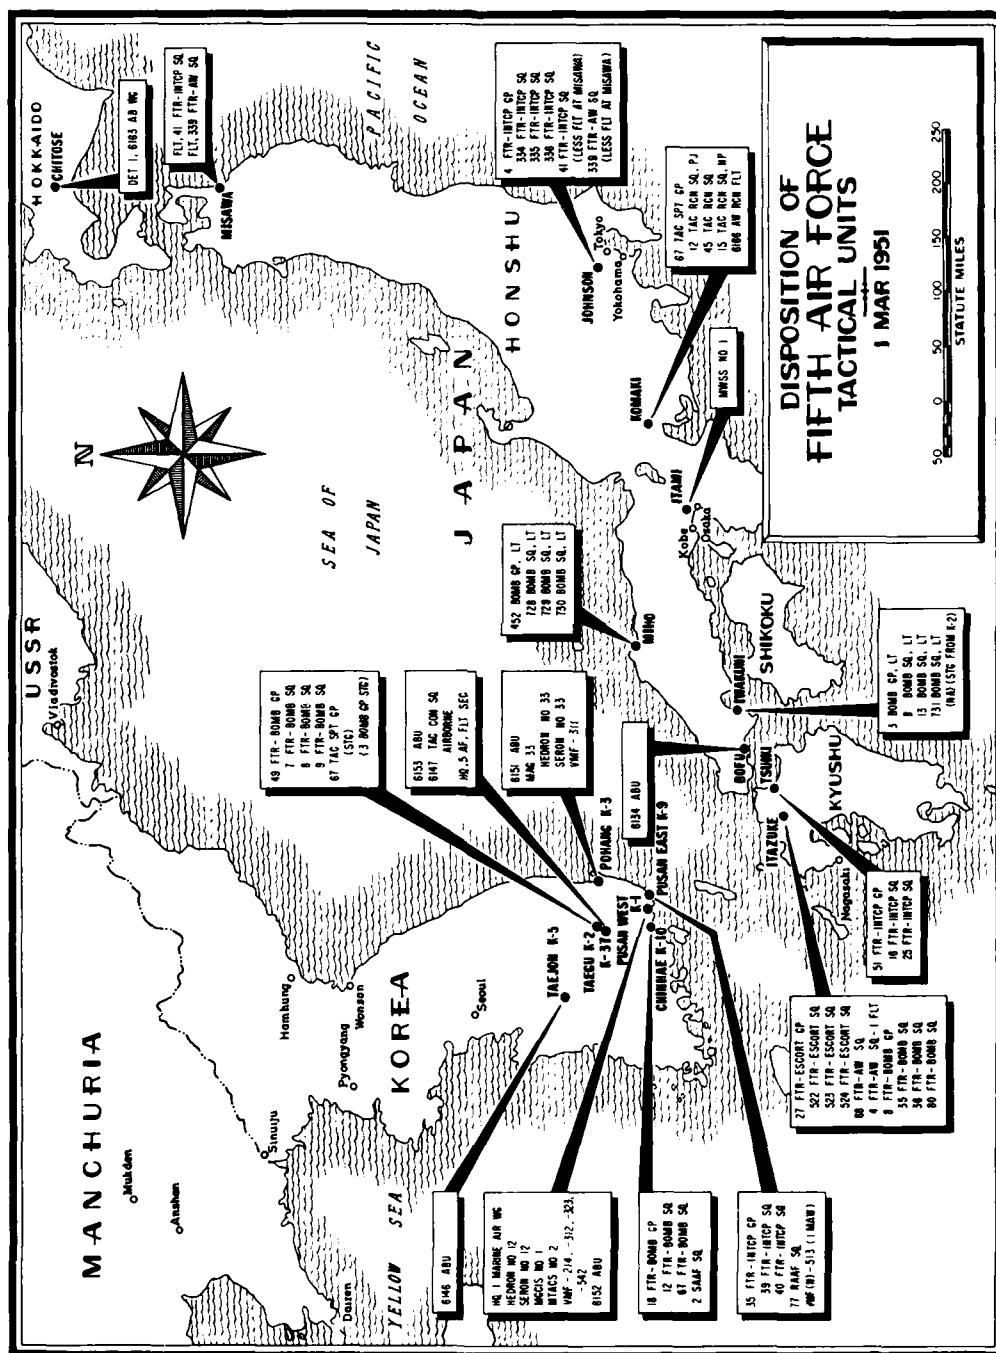 DISPOSITION OF
FIFTH AIR FORCE
TACTICAL UNITS
1 MAR 1951
50 0 50 100 150 200 250
STATUTE MILES
N
MANCHURIA
USSR
HOKKAIDO
CHITOSE
DET 1, 6163 AB WG
FLT, 41 FTR-INTCP SQ
FLT, 339 FTR-AW SQ
MISAWA
PACIFIC
OCEAN
4 FTR-INTCP GP
334 FTR-INTCP SQ
335 FTR-INTCP SQ
336 FTR-INTCP SQ
41 FTR-INTCP SQ
(LESS FLT AT MISAWA)
339 FTR-AW SQ
(LESS FLT AT MISAWA)
HONSHU
JOHNSON
Tokyo
Yokohama
67 TAC SPT GP
12 TAC RCN SQ, PJ
45 TAC RCN SQ
15 TAC RCN SQ, NP
6166 AW RCN FLT
KOMAKI
MWSS NO 1
ITAMI
Kobe
Osaka
JAPAN
SEA OF
JAPAN
Vladivostok
452 BOMB GP, LT
728 BOMB SQ, LT
729 BOMB SQ, LT
730 BOMB SQ, LT
MIHO
49 FTR-BOMB GP
7 FTR-BOMB SQ
8 FTR-BOMB SQ
9 FTR-BOMB SQ
67 TAC SPT GP
(STG)
(3 BOMB GP STG)
6153 ABU
6147 TAC CON SQ
AIRBORNE
HQ, 5 AF, FLT SEC
6151 ABU
MAG 33
HEDRON NO 33
SERON NO 33
VMF - 311
6134 ABU
POHANG K-3
PUSAN EAST K-9
K-1
PUSAN WEST
TAEGU K-2
K-37
CHINHAE K-10
TAEJON K-5
BOFU
TSUIKI
IWAKUNI
SHIKOKU
KYUSHU
ITAZUKE
Nagasaki
3 BOMB GP, LT
8 BOMB SQ, LT
13 BOMB SQ, LT
731 BOMB SQ, LT
(NA)(STG FROM K-2)
51 FTR-INTCP GP
16 FTR-INTCP SQ
25 FTR-INTCP SQ
27 FTR-ESCORT GP
522 FTR-ESCORT SQ
523 FTR-ESCORT SQ
524 FTR-ESCORT SQ
68 FTR-AW SQ
4 FTR-AW SQ-1 FLT
8 FTR-BOMB GP
35 FTR-BOMB SQ
36 FTR-BOMB SQ
80 FTR-BOMB SQ
Mukden
Anshan
Sinuiju
Dairen
Hamhung
Wonsan
Pyongyang
Seoul
KOREA
YELLOW SEA
6146 ABU
HQ 1 MARINE AIR WG
HEDRON NO 12
SERON NO 12
MGCIS NO 1
MTACS NO 2
VMF - 214, -312, -323,
-542
6152 ABU
18 FTR-BOMB GP
12 FTR-BOMB SQ
67 FTR-BOMB SQ
2 SAAF SQ
35 FTR-INTCP GP
39 FTR-INTCP SQ
40 FTR-INTCP SQ
77 RAAF SQ
VMF(N)-513 (1 MAW)